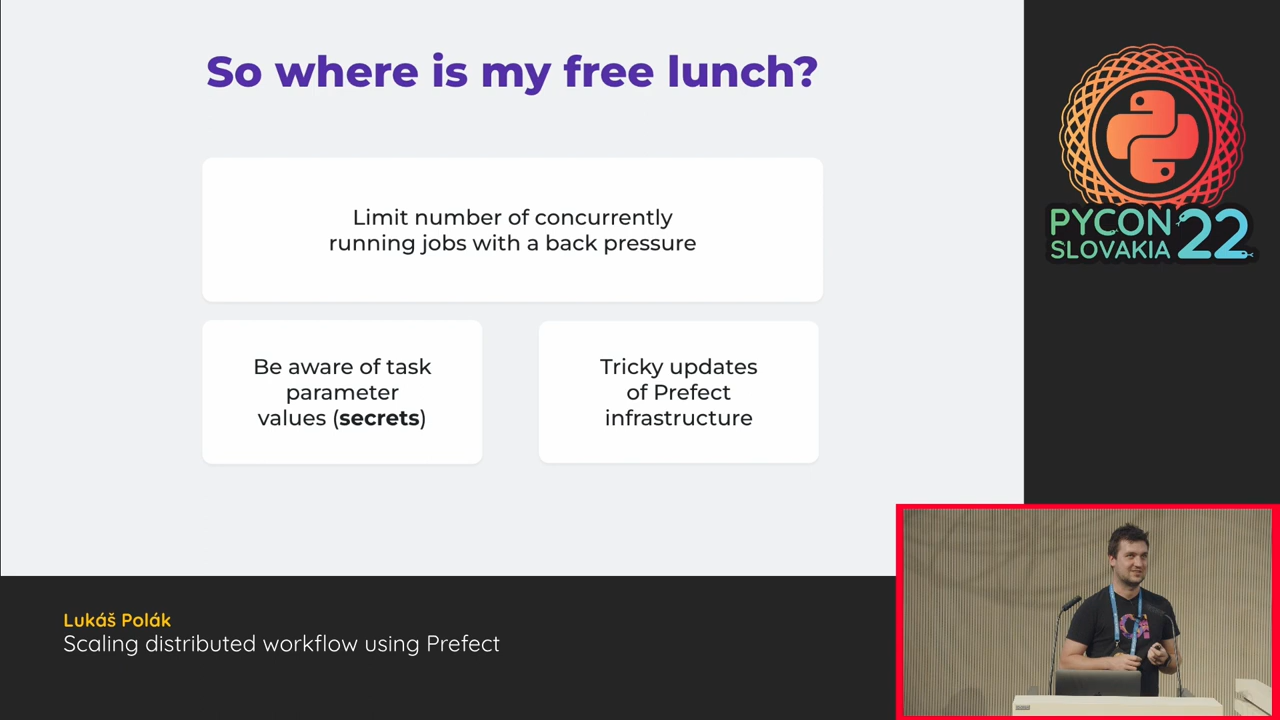 So where is my free lunch?
Limit number of concurrently
running jobs with a back pressure
Be aware of task
parameter
values (secrets)
Tricky updates
of Prefect
infrastructure
PYCON
SLOVAKIA
22
Lukáš Polák
Scaling distributed workflow using Prefect